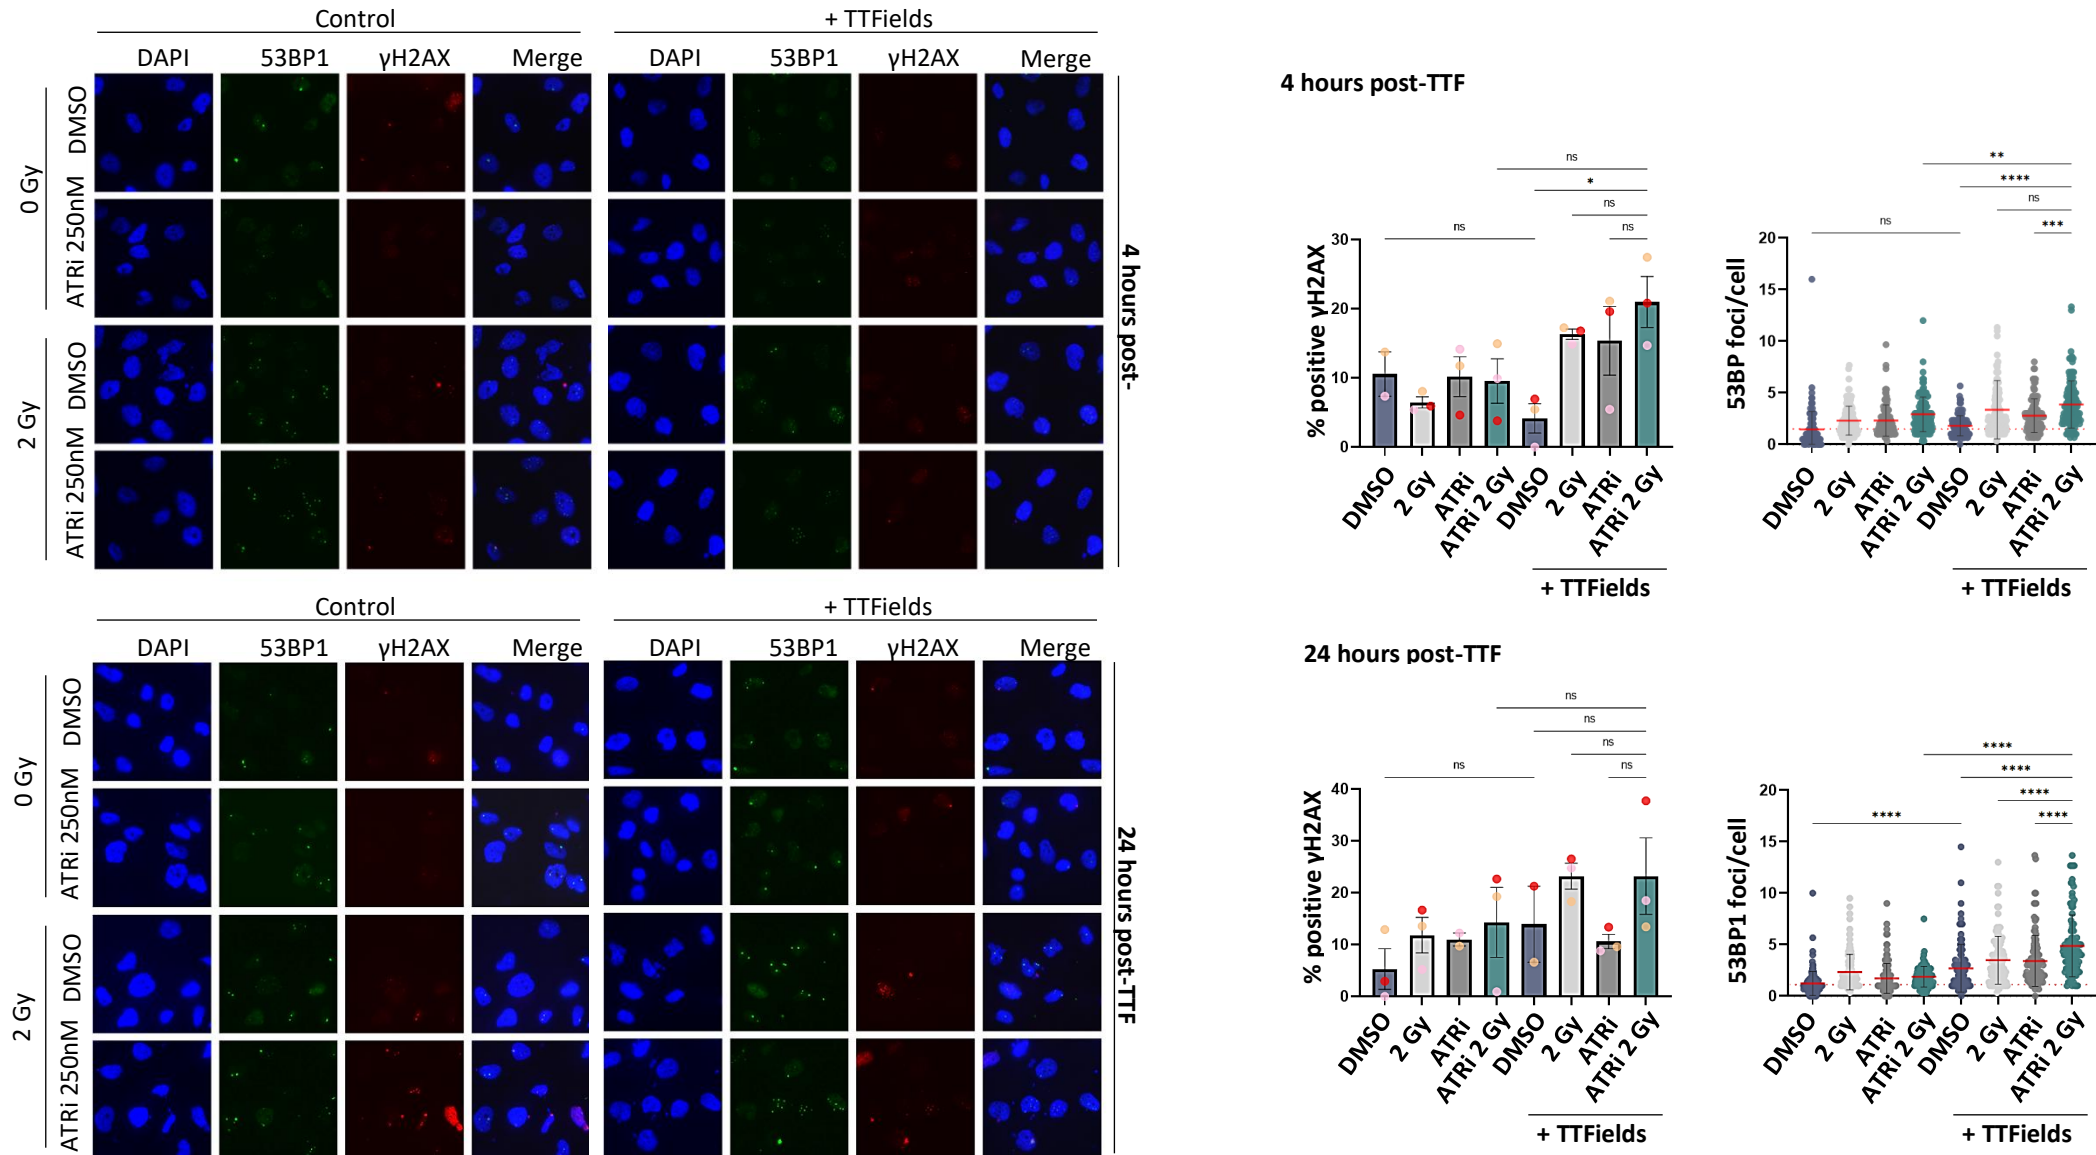 Control
+ TTFields
DAPI 53BP1 γH2AX Merge
DAPI 53BP1 γH2AX Merge
0 Gy
DMSO
ATRi 250nM
2 Gy
DMSO
ATRi 250nM
4 hours post-
Control
+ TTFields
DAPI 53BP1 γH2AX Merge
DAPI 53BP1 γH2AX Merge
0 Gy
DMSO
ATRi 250nM
2 Gy
DMSO
ATRi 250nM
24 hours post-TTF
4 hours post-TTF
ns
*
ns
ns
ns
% positive γH2AX
30
20
10
0
DMSO
2 Gy
ATRi
ATRi 2 Gy
DMSO
2 Gy
ATRi
ATRi 2 Gy
+ TTFields
**
****
ns
***
ns
53BP foci/cell
20
15
10
5
0
DMSO
2 Gy
ATRi
ATRi 2 Gy
DMSO
2 Gy
ATRi
ATRi 2 Gy
+ TTFields
24 hours post-TTF
ns
ns
ns
ns
ns
% positive γH2AX
40
30
20
10
0
DMSO
2 Gy
ATRi
ATRi 2 Gy
DMSO
2 Gy
ATRi
ATRi 2 Gy
+ TTFields
****
****
****
****
****
53BP1 foci/cell
20
15
10
5
0
DMSO
2 Gy
ATRi
ATRi 2 Gy
DMSO
2 Gy
ATRi
ATRi 2 Gy
+ TTFields